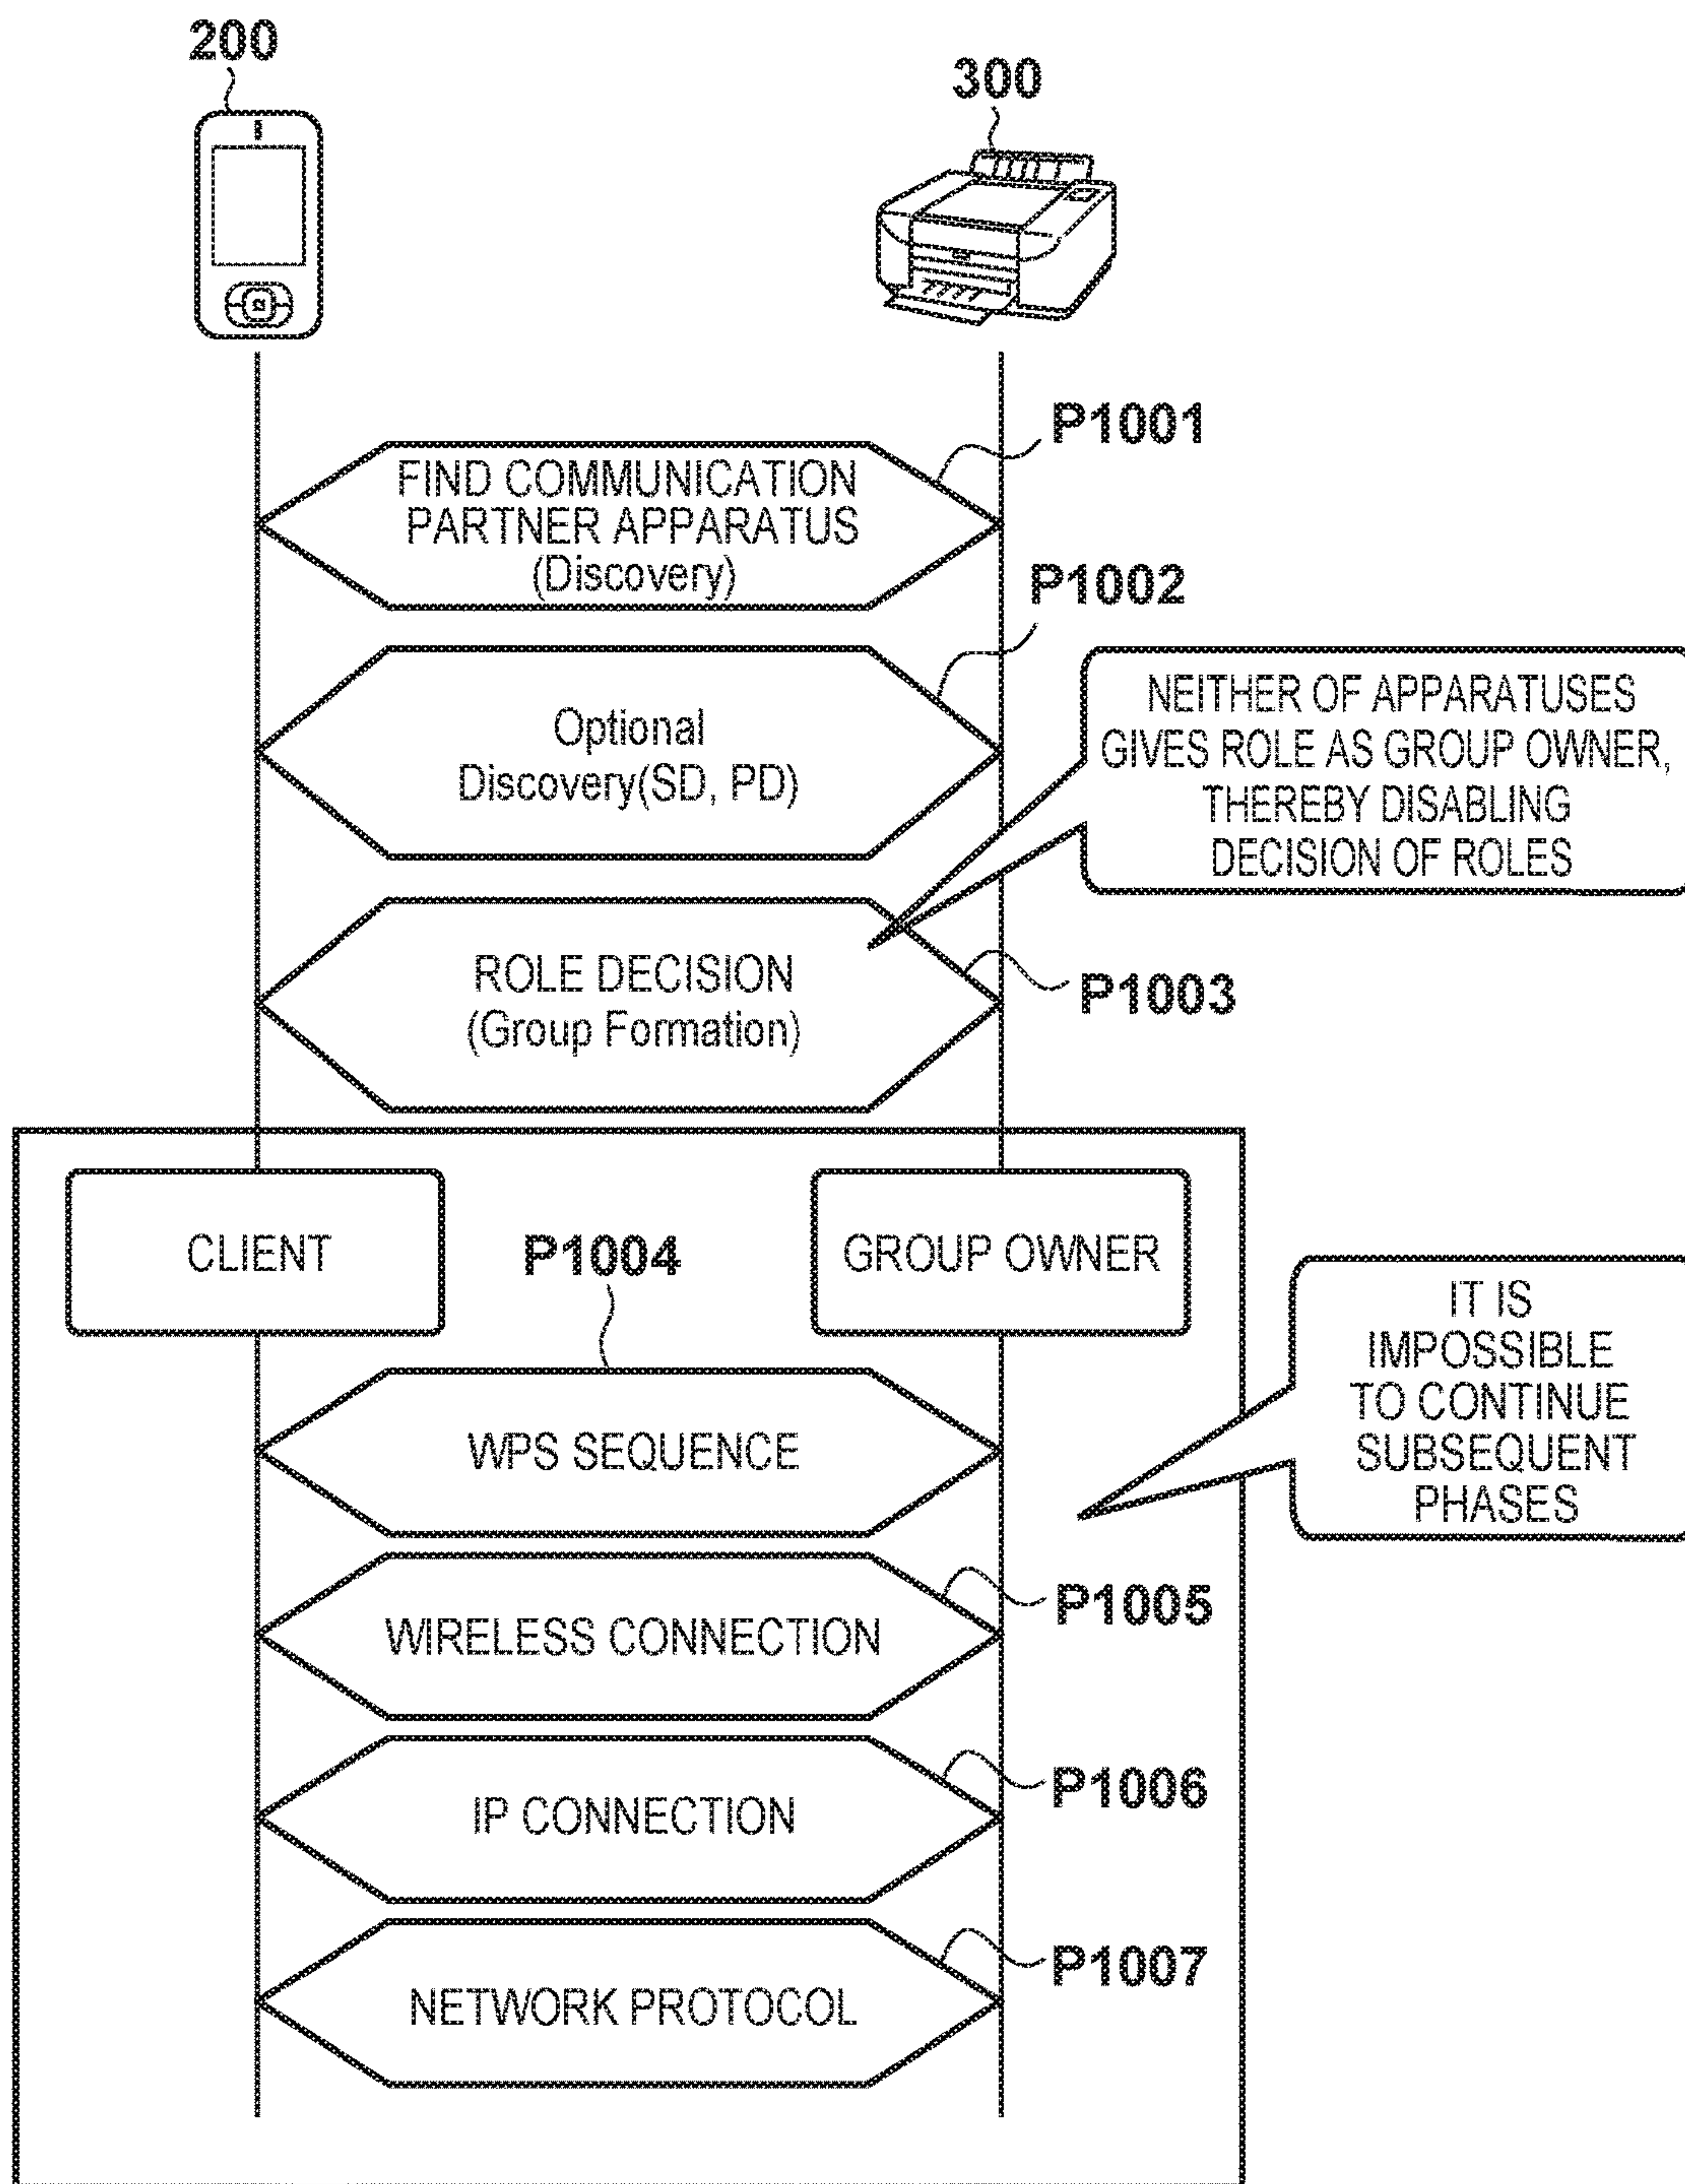 200
300
P1001
FIND COMMUNICATION
PARTNER APPARATUS
(Discovery)
P1002
Optional
Discovery(SD, PD)
NEITHER OF APPARATUSES
GIVES ROLE AS GROUP OWNER,
THEREBY DISABLING
DECISION OF ROLES
ROLE DECISION
(Group Formation)
P1003
CLIENT
P1004
GROUP OWNER
IT IS
IMPOSSIBLE
TO CONTINUE
SUBSEQUENT
PHASES
WPS SEQUENCE
P1005
WIRELESS CONNECTION
P1006
IP CONNECTION
P1007
NETWORK PROTOCOL